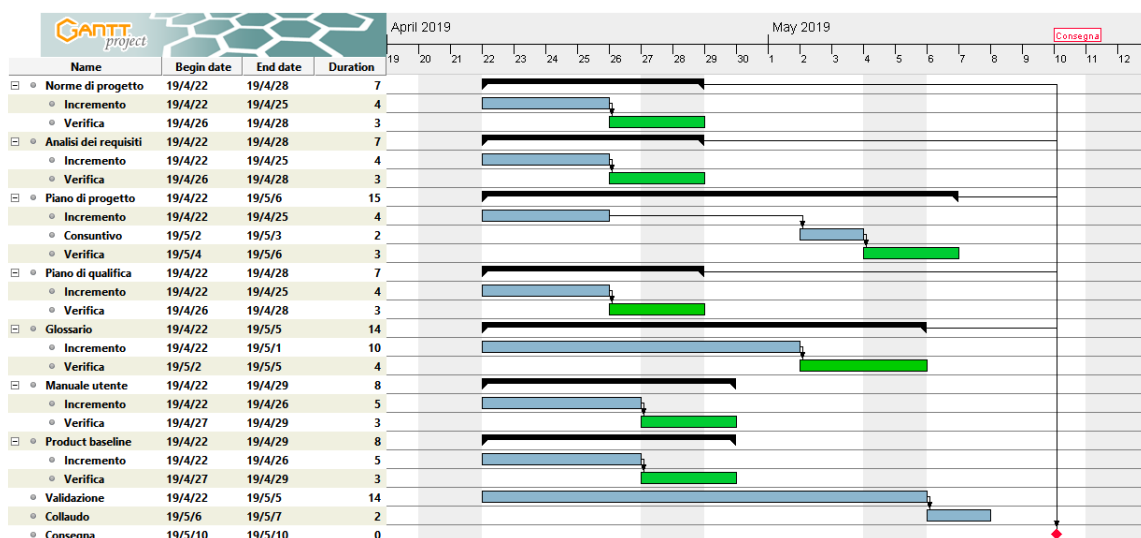 GANTT project
April 2019 May 2019
Consegna
19 20 21 22 23 24 25 26 27 28 29 30 1 2 3 4 5 6 7 8 9 10 11 12
Name Begin date End date Duration
Norme di progetto 19/4/22 19/4/28 7
Incremento 19/4/22 19/4/25 4
Verifica 19/4/26 19/4/28 3
Analisi dei requisiti 19/4/22 19/4/28 7
Incremento 19/4/22 19/4/25 4
Verifica 19/4/26 19/4/28 3
Piano di progetto 19/4/22 19/5/6 15
Incremento 19/4/22 19/4/25 4
Consuntivo 19/5/2 19/5/3 2
Verifica 19/5/4 19/5/6 3
Piano di qualifica 19/4/22 19/4/28 7
Incremento 19/4/22 19/4/25 4
Verifica 19/4/26 19/4/28 3
Glossario 19/4/22 19/5/5 14
Incremento 19/4/22 19/5/1 10
Verifica 19/5/2 19/5/5 4
Manuale utente 19/4/22 19/4/29 8
Incremento 19/4/22 19/4/26 5
Verifica 19/4/27 19/4/29 3
Product baseline 19/4/22 19/4/29 8
Incremento 19/4/22 19/4/26 5
Verifica 19/4/27 19/4/29 3
Validazione 19/4/22 19/5/5 14
Collaudo 19/5/6 19/5/7 2
Consegna 19/5/10 19/5/10 0